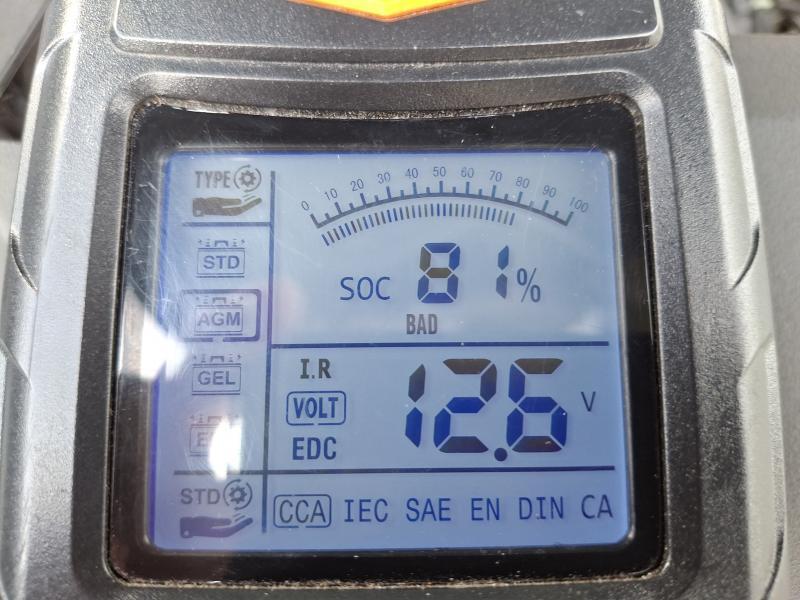 TYPE
0 10 20 30 40 50 60 70 80 90 100
STD
SOC 81%
AGM
BAD
GEL
I.R
VOLT 12.6 V
EDC
STD
CCA IEC SAE EN DIN CA